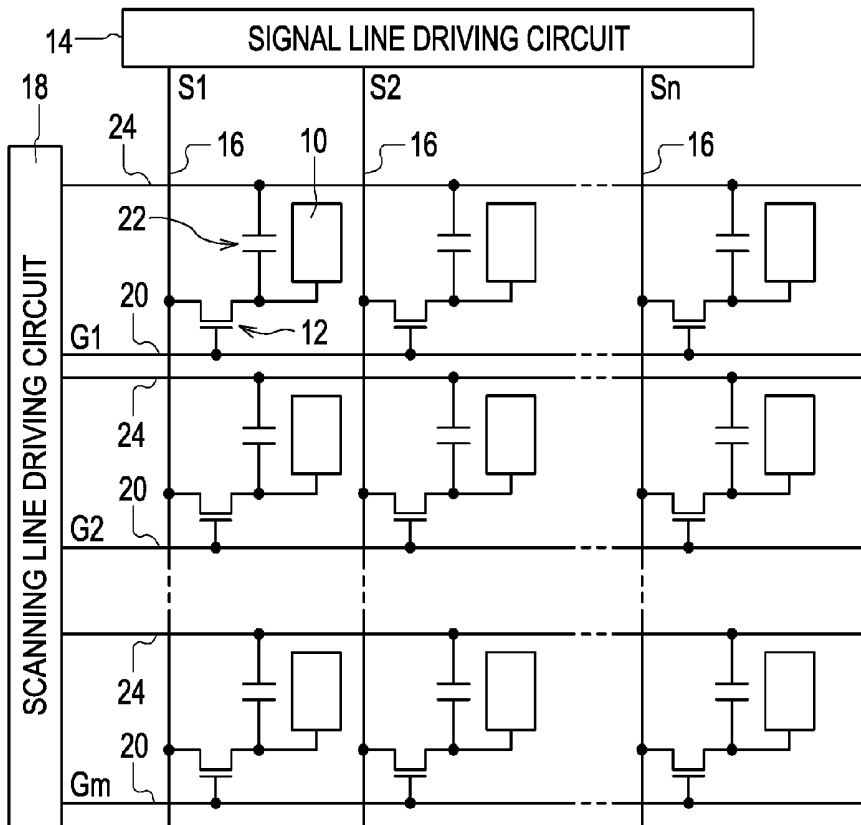 14
SIGNAL LINE DRIVING CIRCUIT
S1
S2
Sn
18
24
16
10
16
16
22
SCANNING LINE DRIVING CIRCUIT
20
12
G1
24
20
G2
24
20
Gm